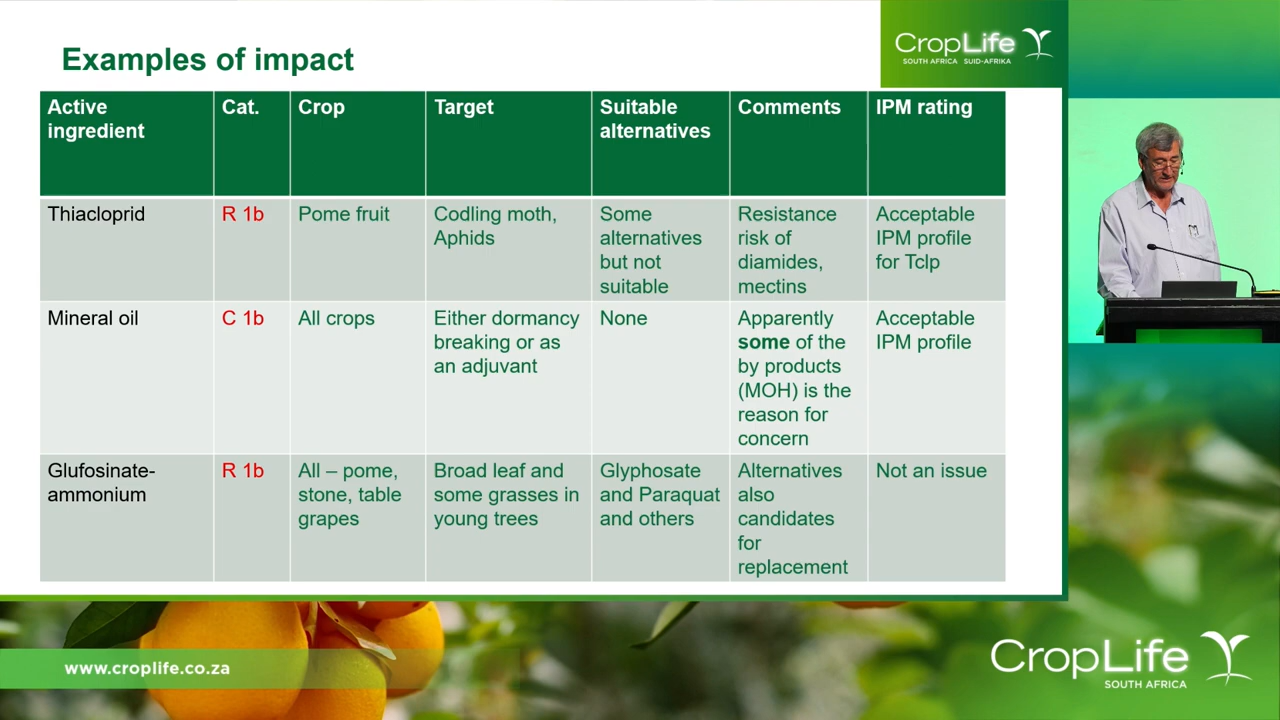 Examples of impact
CropLife
SOUTH AFRICA SUID-AFRIKA
Active ingredient
Cat.
Crop
Target
Suitable alternatives
Comments
IPM rating
Thiacloprid
R 1b
Pome fruit
Codling moth,
Aphids
Some
alternatives
but not
suitable
Resistance
risk of
diamides,
mectins
Acceptable
IPM profile
for Tclp
Mineral oil
C 1b
All crops
Either dormancy
breaking or as
an adjuvant
None
Apparently
some of the
by products
(MOH) is the
reason for
concern
Acceptable
IPM profile
Glufosinate-
ammonium
R 1b
All – pome,
stone, table
grapes
Broad leaf and
some grasses in
young trees
Glyphosate
and Paraquat
and others
Alternatives
also
candidates
for
replacement
Not an issue
www.croplife.co.za
CropLife
SOUTH AFRICA